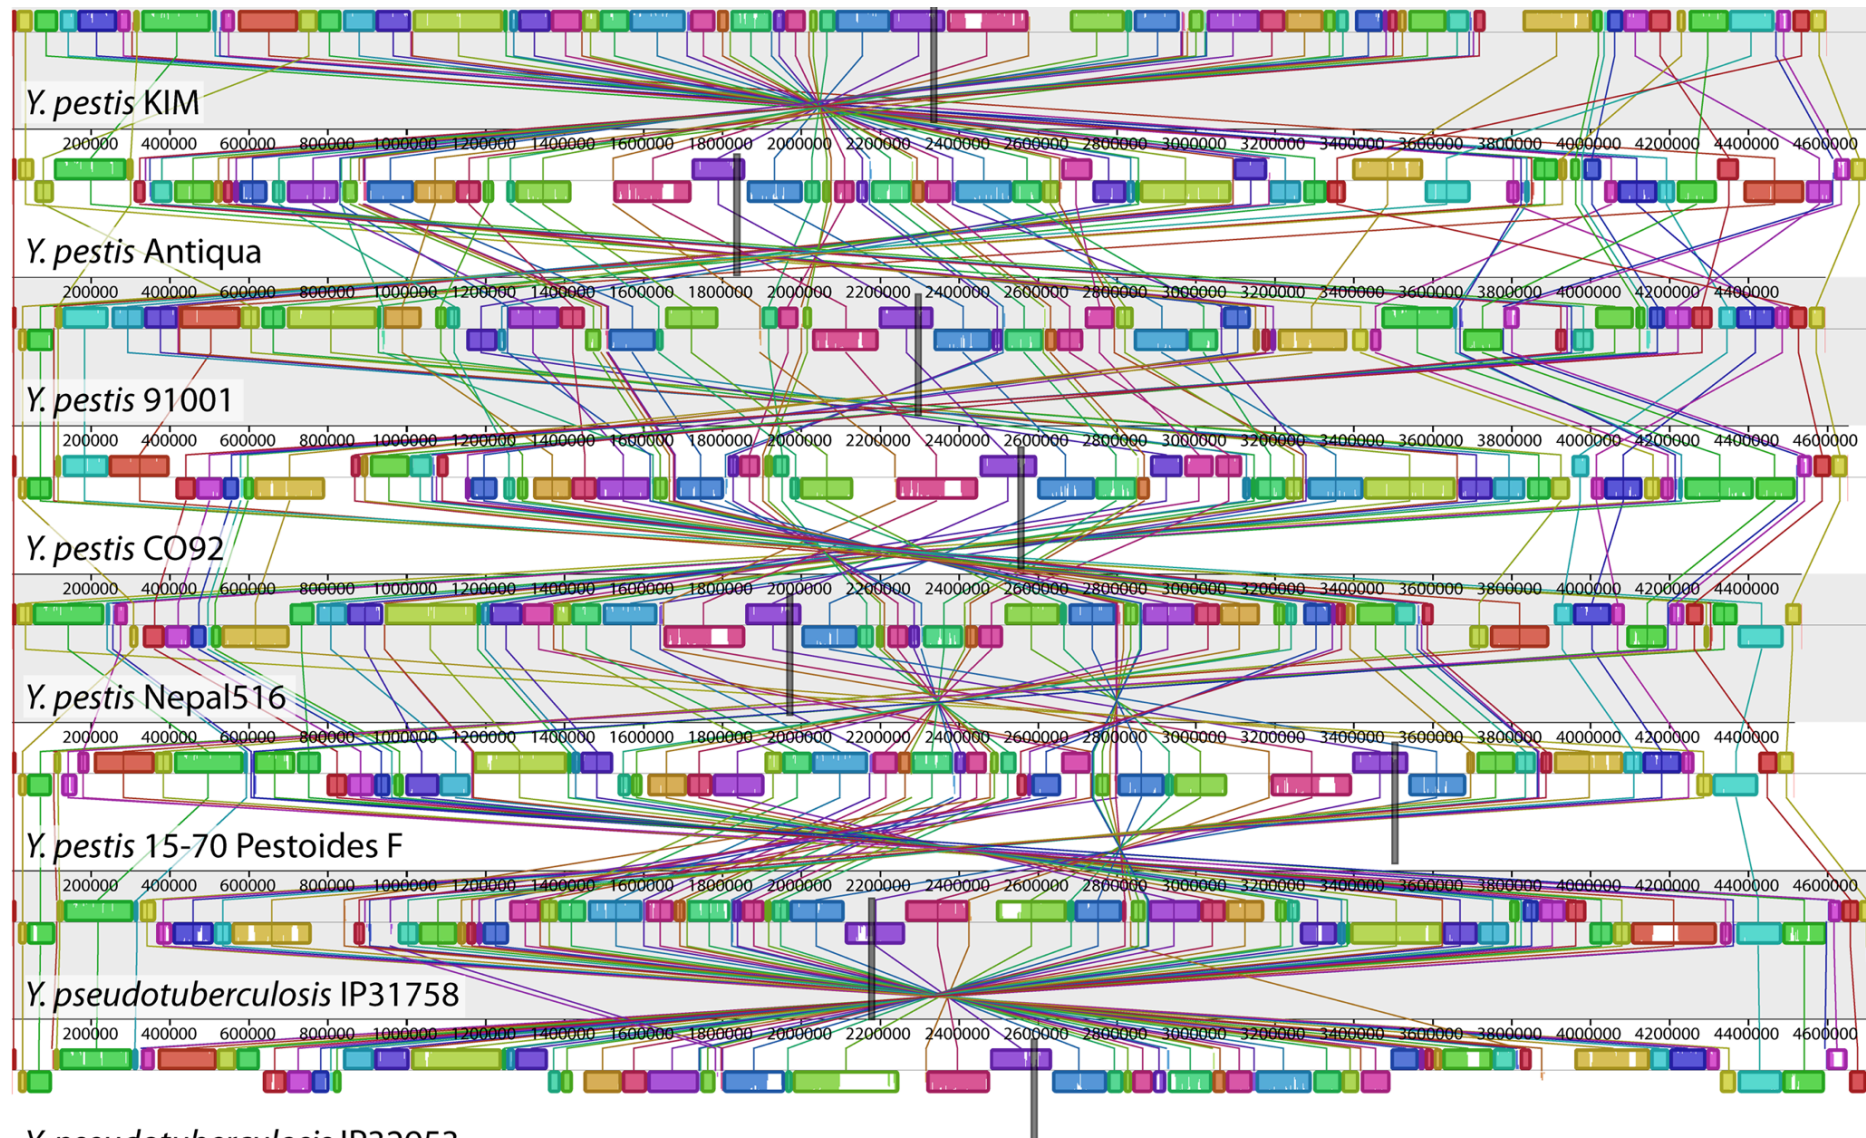 Y. pestis KIM
200000 400000 600000 800000 1000000 1200000 1400000 1600000 1800000 2000000 2200000 2400000 2600000 2800000 3000000 3200000 3400000 3600000 3800000 4000000 4200000 4400000 4600000
Y. pestis Antiqua
200000 400000 600000 800000 1000000 1200000 1400000 1600000 1800000 2000000 2200000 2400000 2600000 2800000 3000000 3200000 3400000 3600000 3800000 4000000 4200000 4400000
Y. pestis 91001
200000 400000 600000 800000 1000000 1200000 1400000 1600000 1800000 2000000 2200000 2400000 2600000 2800000 3000000 3200000 3400000 3600000 3800000 4000000 4200000 4400000 4600000
Y. pestis CO92
200000 400000 600000 800000 1000000 1200000 1400000 1600000 1800000 2000000 2200000 2400000 2600000 2800000 3000000 3200000 3400000 3600000 3800000 4000000 4200000 4400000
Y. pestis Nepal516
200000 400000 600000 800000 1000000 1200000 1400000 1600000 1800000 2000000 2200000 2400000 2600000 2800000 3000000 3200000 3400000 3600000 3800000 4000000 4200000 4400000
Y. pestis 15-70 Pestoides F
200000 400000 600000 800000 1000000 1200000 1400000 1600000 1800000 2000000 2200000 2400000 2600000 2800000 3000000 3200000 3400000 3600000 3800000 4000000 4200000 4400000 4600000
Y. pseudotuberculosis IP31758
200000 400000 600000 800000 1000000 1200000 1400000 1600000 1800000 2000000 2200000 2400000 2600000 2800000 3000000 3200000 3400000 3600000 3800000 4000000 4200000 4400000 4600000
Y. pseudotuberculosis IP32953